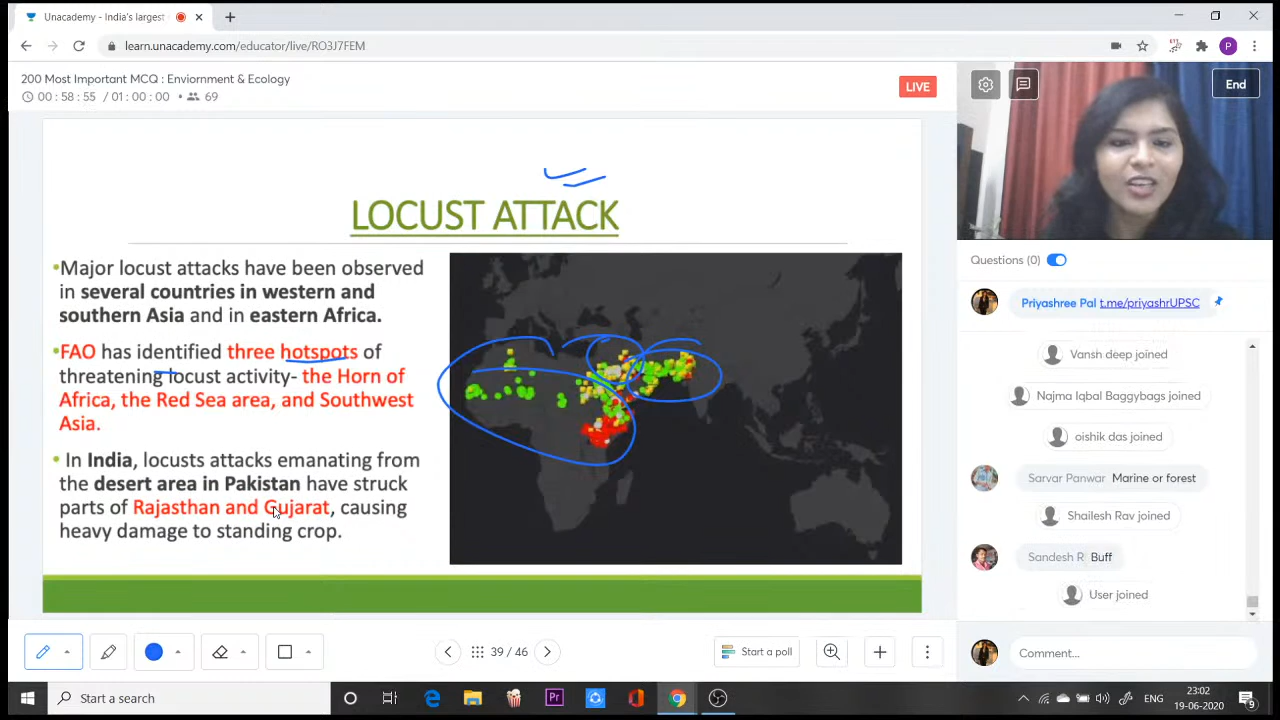 Unacademy - India's largest
learn.unacademy.com/educator/live/RO3J7FEM
P
200 Most Important MCQ : Enviornment & Ecology
00 : 58 : 55 / 01 : 00 : 00 •
LIVE
End
LOCUST ATTACK
•Major locust attacks have been observed
in several countries in western and
southern Asia and in eastern Africa.
•FAO has identified three hotspots of
threatening locust activity- the Horn of
Africa, the Red Sea area, and Southwest
Asia.
• In India, locusts attacks emanating from
the desert area in Pakistan have struck
parts of Rajasthan and Gujarat, causing
heavy damage to standing crop.
Questions (0)
Priyashree Pal t.me/priyashrUPSC
Vansh deep joined
Najma Iqbal Baggybags joined
oishik das joined
Sarvar Panwar Marine or forest
Shailesh Rav joined
Sandesh R Buff
User joined
39 / 46
Start a poll
Comment...
Start a search
Pr
ENG
23:02
19-06-2020